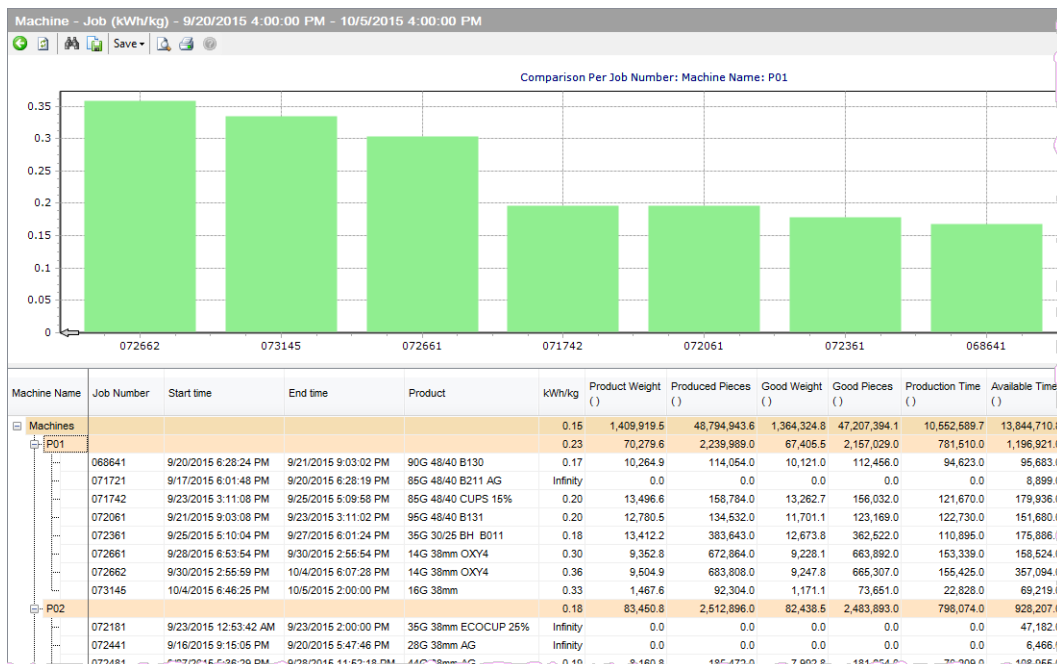 Machine - Job (kWh/kg) - 9/20/2015 4:00:00 PM - 10/5/2015 4:00:00 PM
Save
Comparison Per Job Number: Machine Name: P01
0.35
0.3
0.25
0.2
0.15
0.1
0.05
0
072662 073145 072661 071742 072061 072361 068641
Machine Name Job Number Start time End time Product kWh/kg Product Weight ( ) Produced Pieces ( ) Good Weight ( ) Good Pieces ( ) Production Time ( ) Available Time ( )
Machines 0.15 1,409,919.5 48,794,943.6 1,364,324.8 47,207,394.1 10,552,589.7 13,844,710.8
P01 0.23 70,279.6 2,239,989.0 67,405.5 2,157,029.0 781,510.0 1,196,921.0
068641 9/20/2015 6:28:24 PM 9/21/2015 9:03:02 PM 90G 48/40 B130 0.17 10,264.9 114,054.0 10,121.0 112,456.0 94,623.0 95,683.0
071721 9/17/2015 6:01:48 PM 9/20/2015 6:28:19 PM 85G 48/40 B211 AG Infinity 0.0 0.0 0.0 0.0 0.0 8,899.0
071742 9/23/2015 3:11:08 PM 9/25/2015 5:09:58 PM 85G 48/40 CUPS 15% 0.20 13,496.6 158,784.0 13,262.7 156,032.0 121,670.0 179,936.0
072061 9/21/2015 9:03:08 PM 9/23/2015 3:11:02 PM 95G 48/40 B131 0.20 12,780.5 134,532.0 11,701.1 123,169.0 122,730.0 151,680.0
072361 9/25/2015 5:10:04 PM 9/27/2015 6:01:24 PM 35G 30/25 BH B011 0.18 13,412.2 383,643.0 12,673.8 362,522.0 110,895.0 175,886.0
072661 9/28/2015 6:53:54 PM 9/30/2015 2:55:54 PM 14G 38mm OXY4 0.30 9,352.8 672,864.0 9,228.1 663,892.0 153,339.0 158,524.0
072662 9/30/2015 2:55:59 PM 10/4/2015 6:07:28 PM 14G 38mm OXY4 0.36 9,504.9 683,808.0 9,247.8 665,307.0 155,425.0 357,094.0
073145 10/4/2015 6:46:25 PM 10/5/2015 2:00:00 PM 16G 38mm 0.33 1,467.6 92,304.0 1,171.1 73,651.0 22,828.0 69,219.0
P02 0.18 83,450.8 2,512,896.0 82,438.5 2,483,893.0 798,074.0 928,207.0
072181 9/23/2015 12:53:42 AM 9/23/2015 2:00:00 PM 35G 38mm ECOCUP 25% Infinity 0.0 0.0 0.0 0.0 0.0 47,182.0
072441 9/16/2015 9:15:05 PM 9/20/2015 5:47:46 PM 28G 38mm AG Infinity 0.0 0.0 0.0 0.0 0.0 6,466.0
072481 0.19